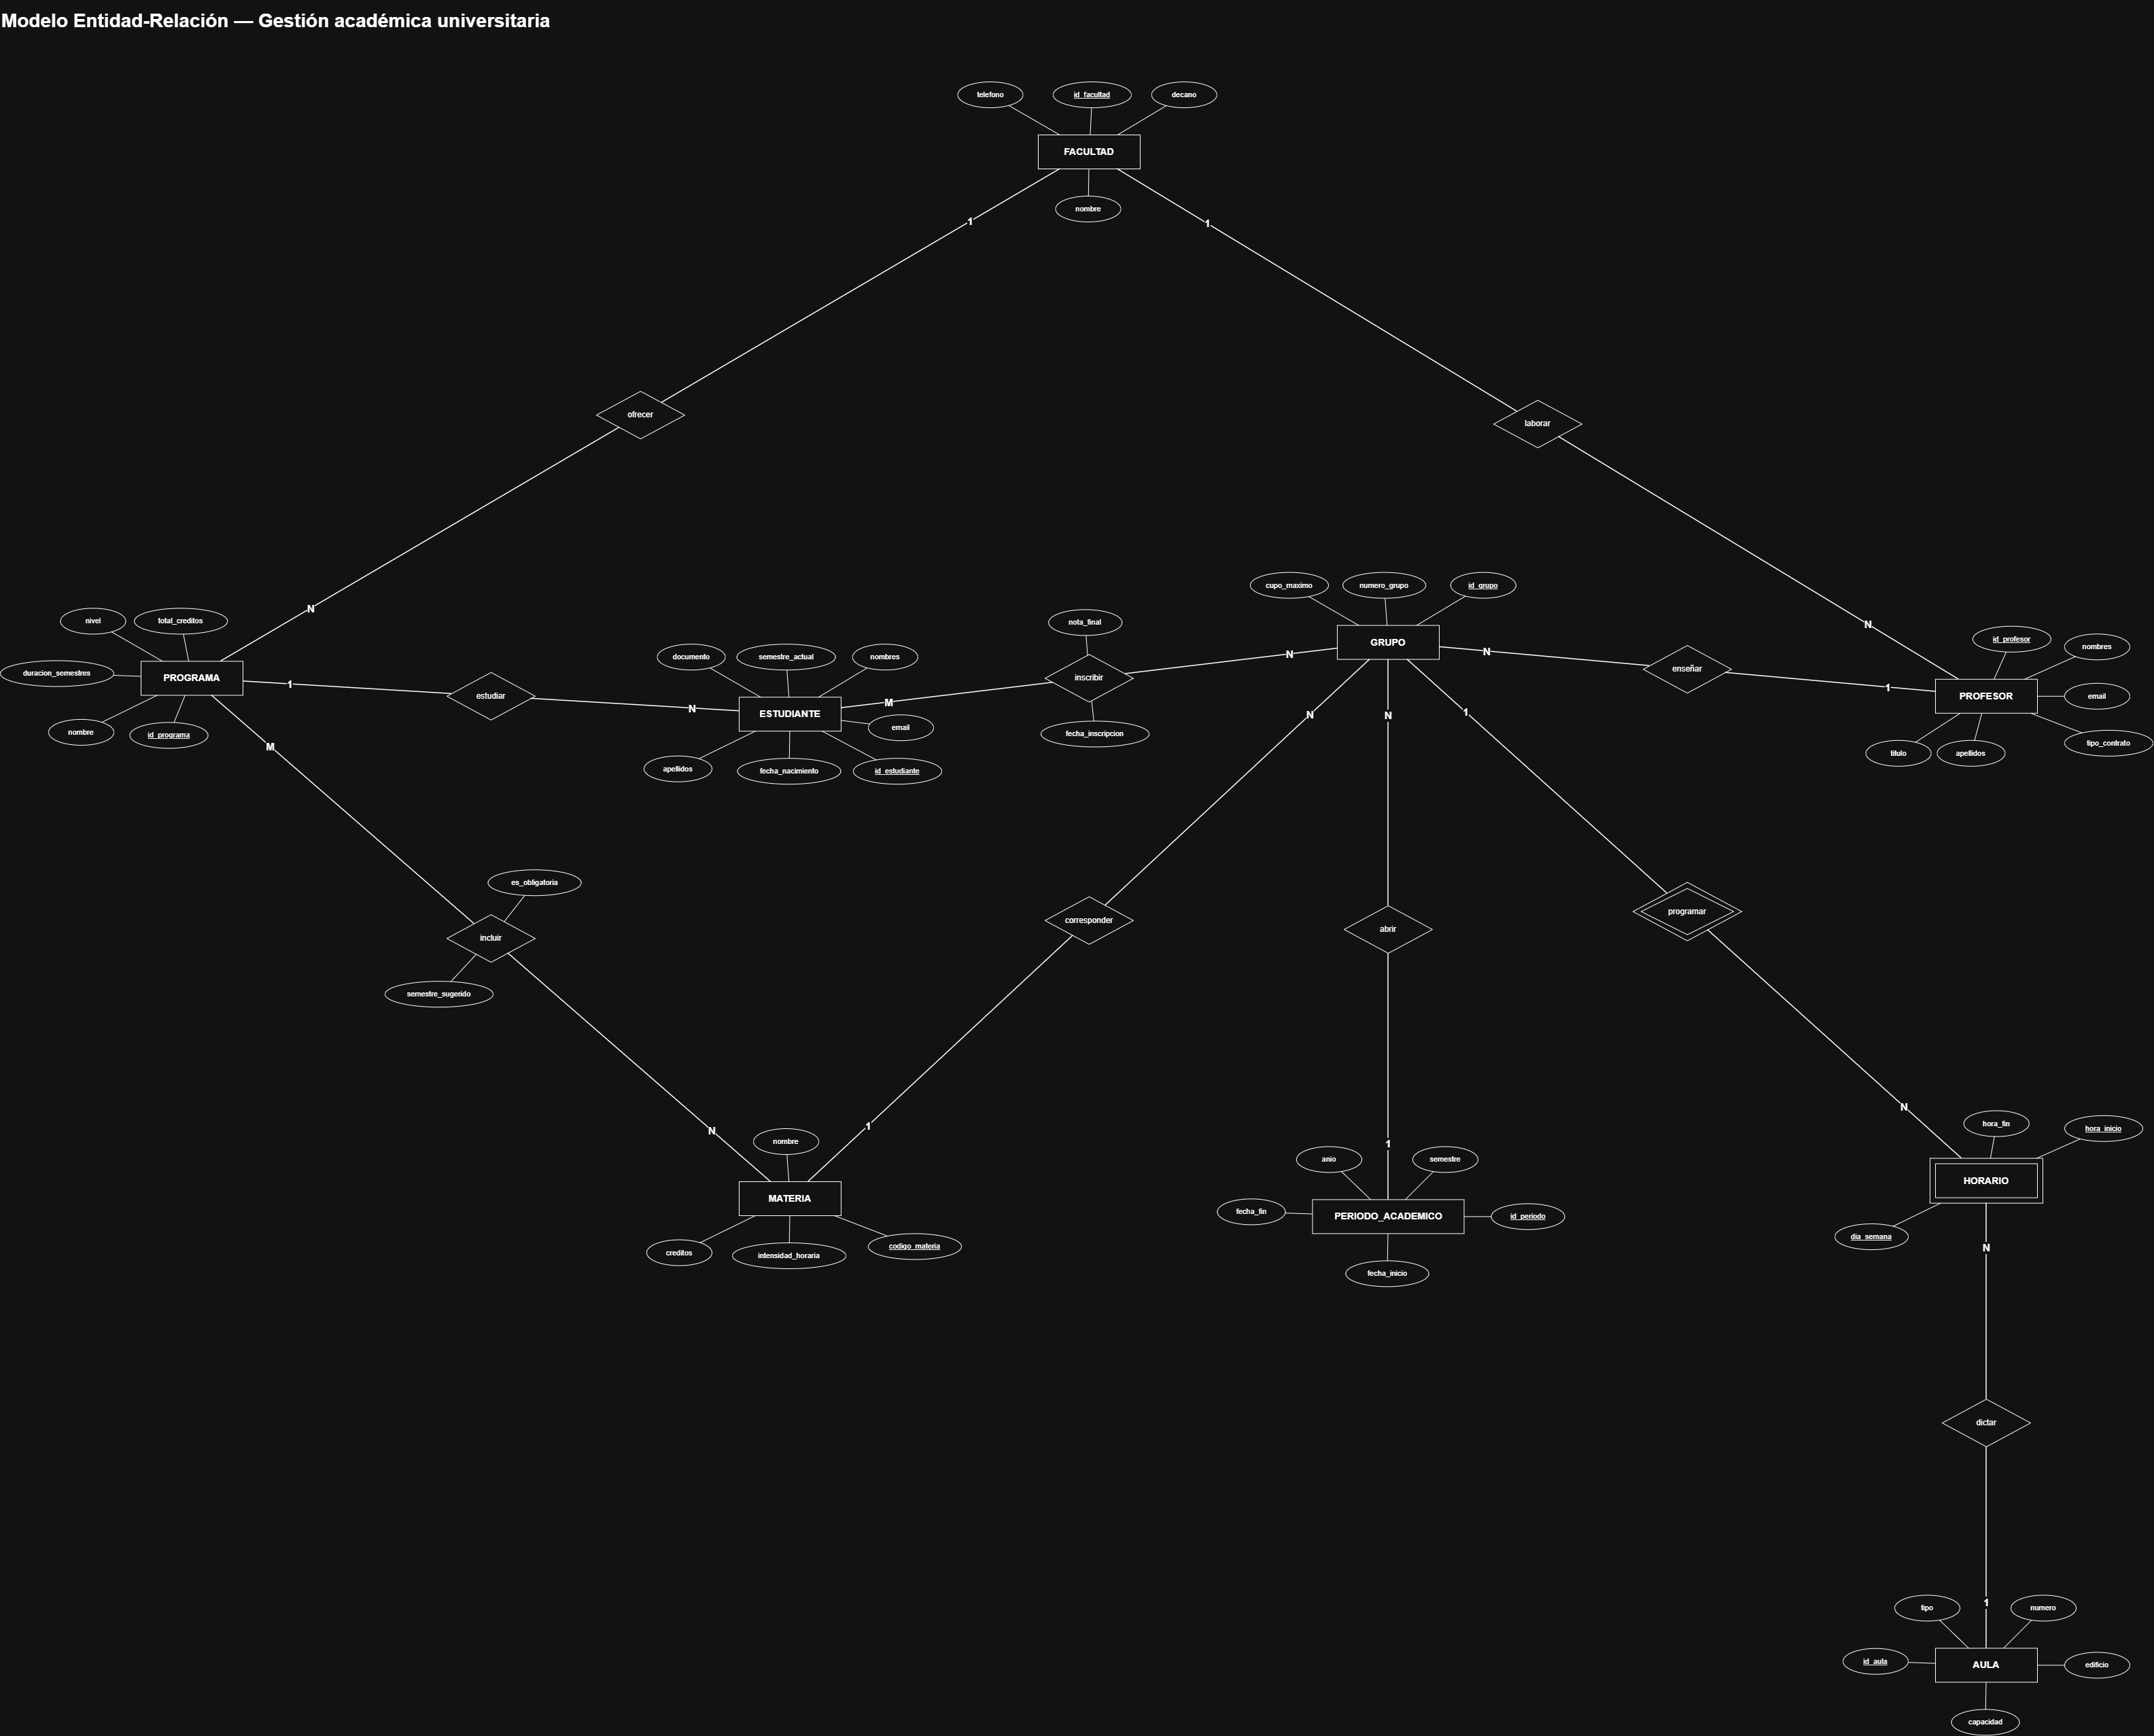 Modelo Entidad-Relación — Gestión académica universitaria
telefono
id_facultad
decano
FACULTAD
nombre
1
1
ofrecer
laborar
N
N
cupo_maximo
numero_grupo
id_grupo
nivel
total_creditos
nota_final
GRUPO
id_profesor
nombres
duracion_semestres
PROGRAMA
1
estudiar
N
documento
semestre_actual
nombres
ESTUDIANTE
M
inscribir
N
N
enseñar
1
PROFESOR
email
nombre
id_programa
email
fecha_inscripcion
tipo_contrato
titulo
apellidos
apellidos
fecha_nacimiento
id_estudiante
M
N
N
1
es_obligatoria
incluir
semestre_sugerido
corresponder
abrir
programar
N
1
1
N
hora_fin
hora_inicio
nombre
anio
semestre
HORARIO
MATERIA
fecha_fin
PERIODO_ACADEMICO
id_periodo
dia_semana
creditos
intensidad_horaria
codigo_materia
fecha_inicio
N
dictar
1
tipo
numero
id_aula
AULA
edificio
capacidad